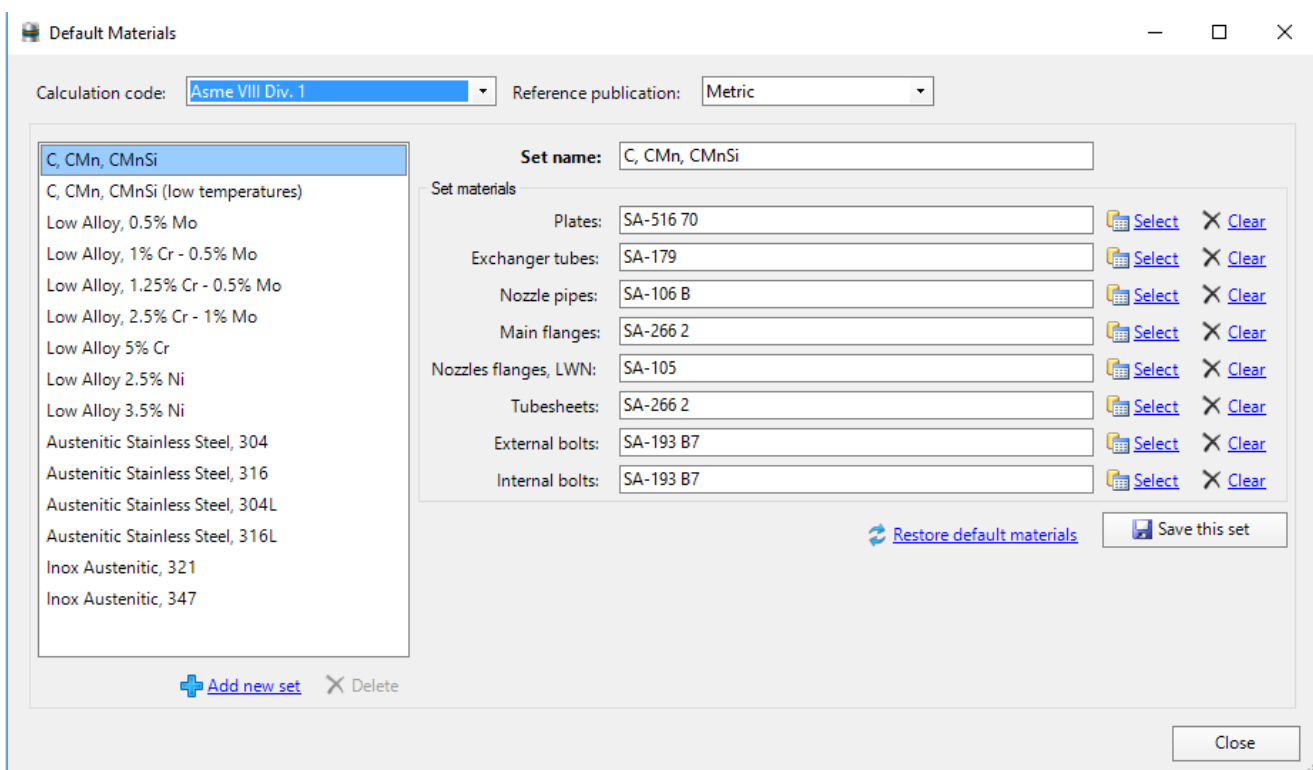 Default Materials
Calculation code: Asme VIII Div. 1 Reference publication: Metric
C, CMn, CMnSi
C, CMn, CMnSi (low temperatures)
Low Alloy, 0.5% Mo
Low Alloy, 1% Cr - 0.5% Mo
Low Alloy, 1.25% Cr - 0.5% Mo
Low Alloy, 2.5% Cr - 1% Mo
Low Alloy 5% Cr
Low Alloy 2.5% Ni
Low Alloy 3.5% Ni
Austenitic Stainless Steel, 304
Austenitic Stainless Steel, 316
Austenitic Stainless Steel, 304L
Austenitic Stainless Steel, 316L
Inox Austenitic, 321
Inox Austenitic, 347
Add new set Delete
Set name: C, CMn, CMnSi
Set materials
Plates: SA-516 70 Select Clear
Exchanger tubes: SA-179 Select Clear
Nozzle pipes: SA-106 B Select Clear
Main flanges: SA-266 2 Select Clear
Nozzles flanges, LWN: SA-105 Select Clear
Tubesheets: SA-266 2 Select Clear
External bolts: SA-193 B7 Select Clear
Internal bolts: SA-193 B7 Select Clear
Restore default materials Save this set
Close